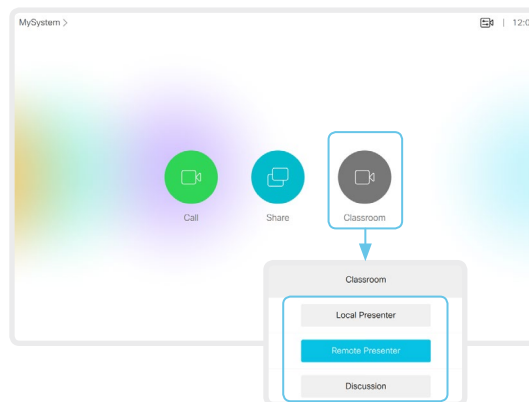 MySystem >
12:0
Call
Share
Classroom
Classroom
Local Presenter
Remote Presenter
Discussion